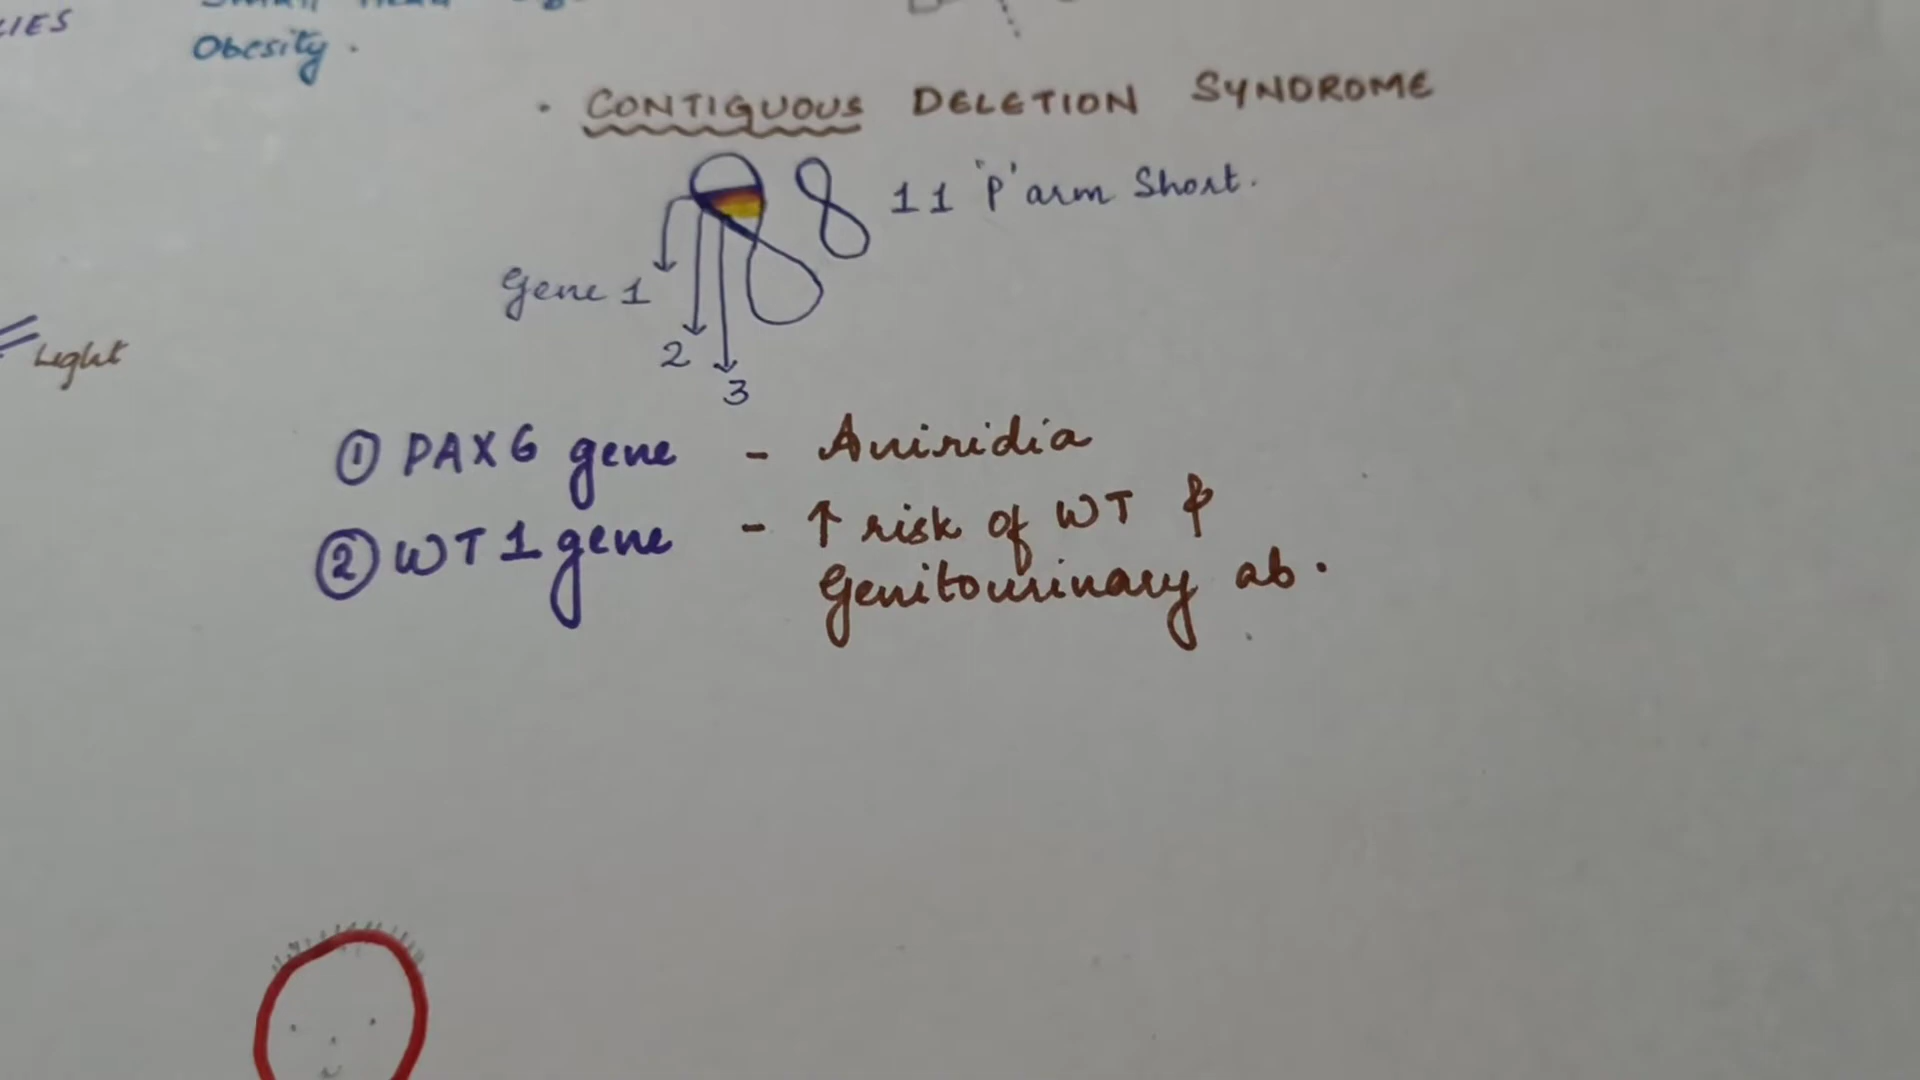 Obesity.
• CONTIGUOUS DELETION SYNDROME
11 'p' arm Short.
Gene 1
2
3
Light
① PAX6 gene - Aniridia
② WT1 gene - ↑ risk of WT &
Genitourinary ab.